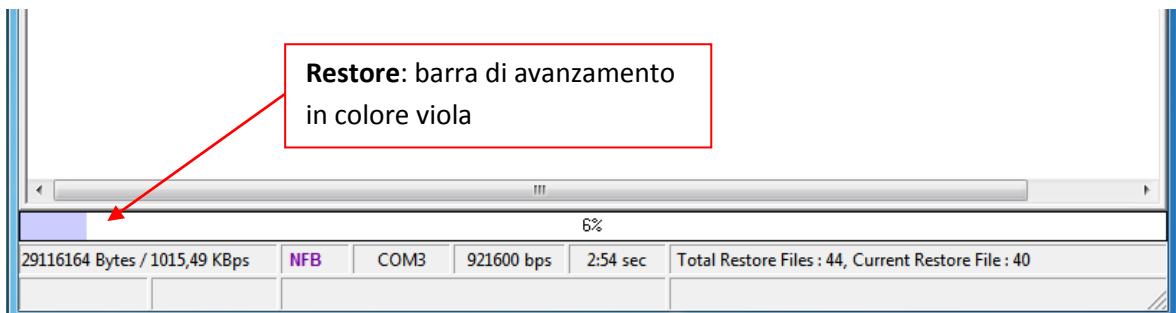 Restore: barra di avanzamento
in colore viola
6%
29116164 Bytes / 1015,49 KBps NFB COM3 921600 bps 2:54 sec Total Restore Files : 44, Current Restore File : 40